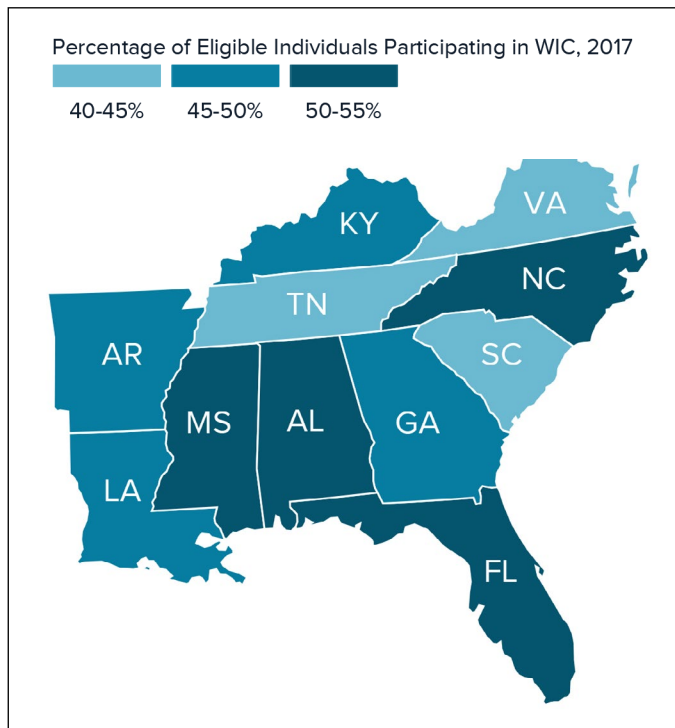 Percentage of Eligible Individuals Participating in WIC, 2017
40-45% 45-50% 50-55%
VA
KY
NC
TN
SC
AR
MS AL GA
LA
FL